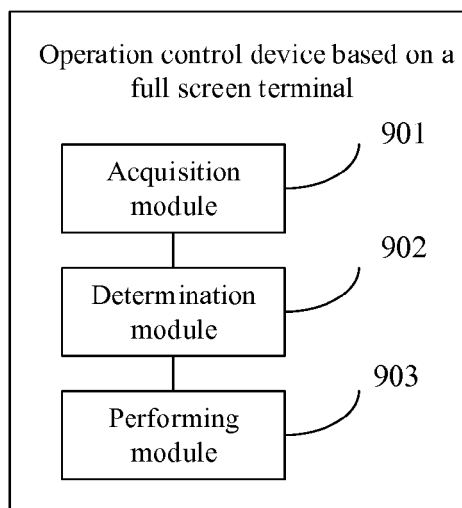 Operation control device based on a
full screen terminal
901
Acquisition
module
902
Determination
module
903
Performing
module